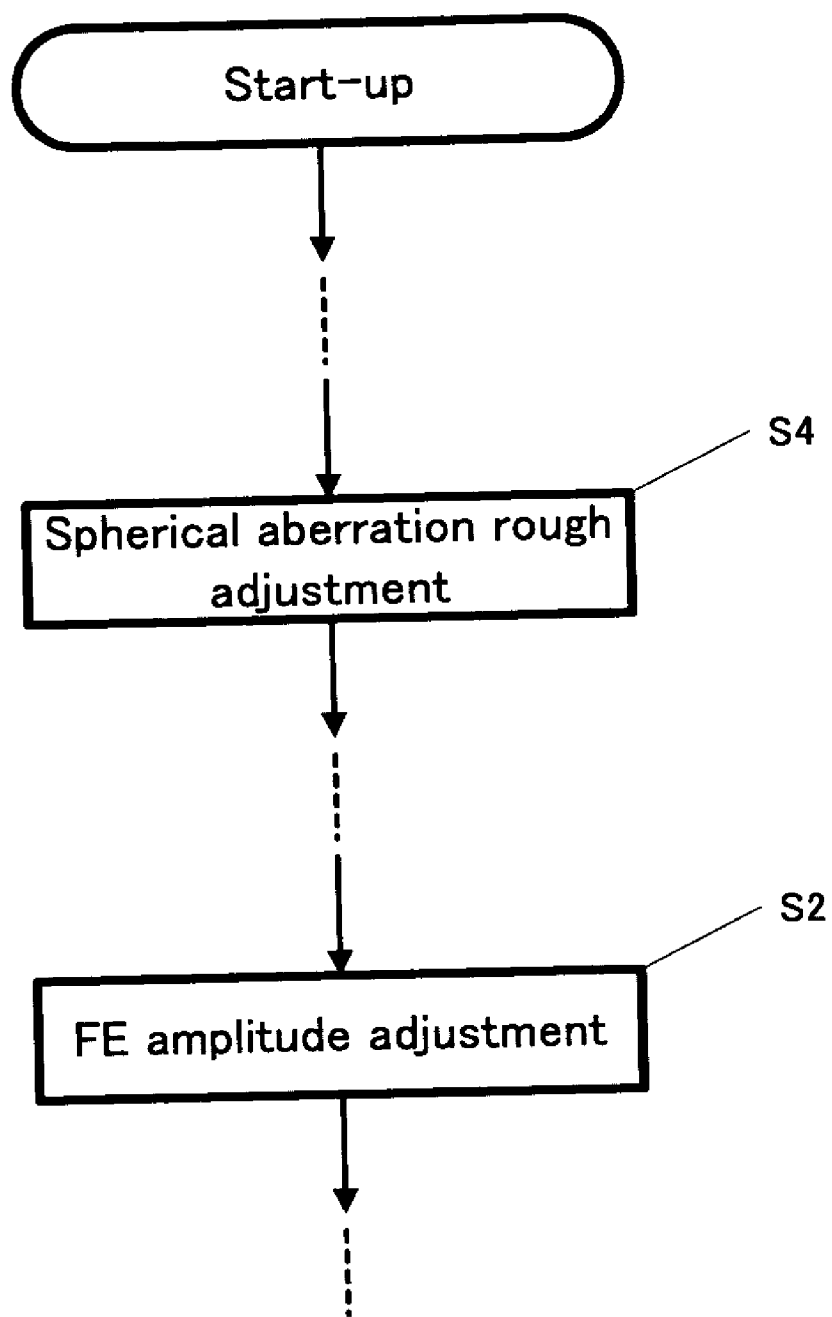 Start-up
S4
Spherical aberration rough
adjustment
S2
FE amplitude adjustment